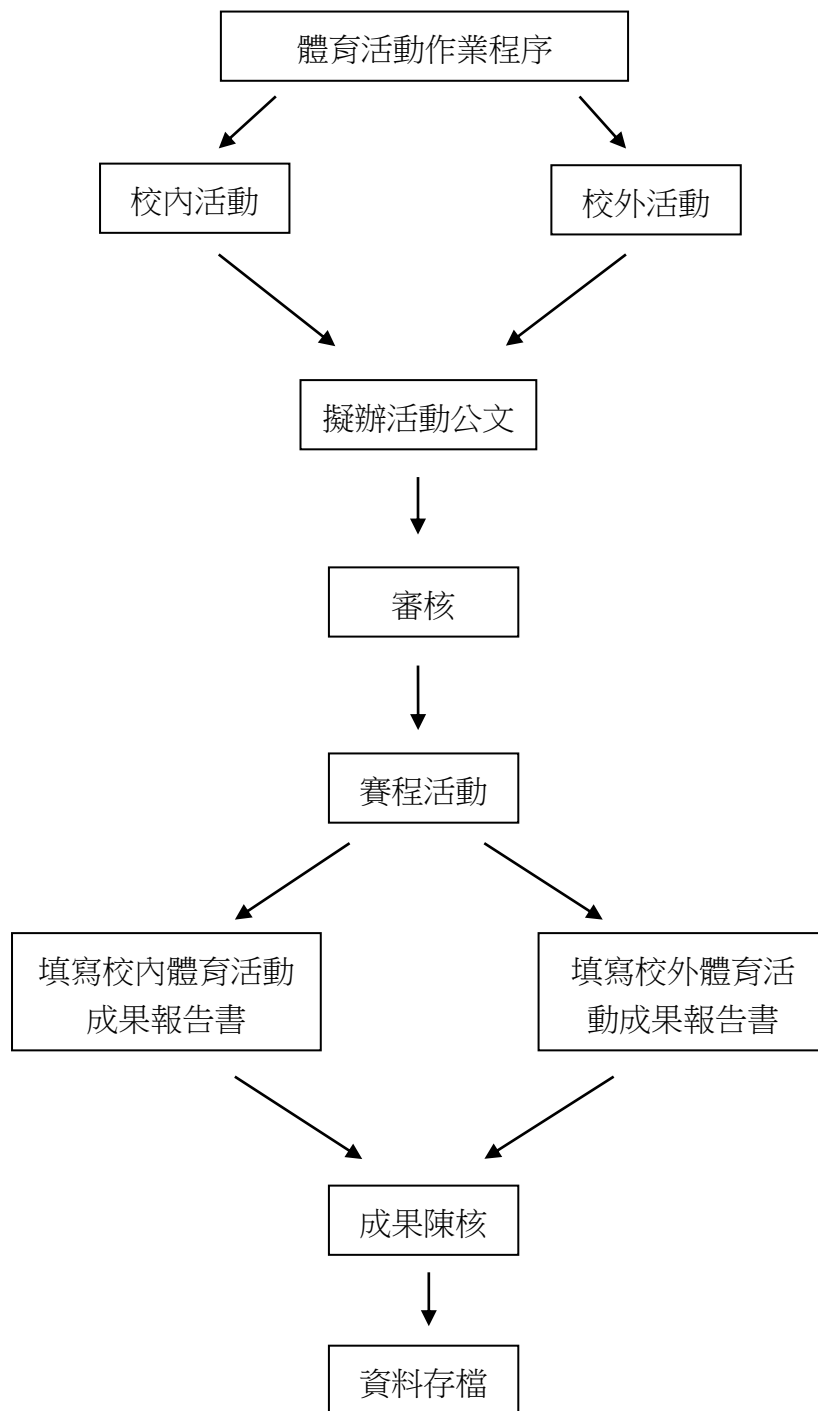 體育活動作業程序
校內活動
校外活動
擬辦活動公文
審核
賽程活動
填寫校內體育活動
成果報告書
填寫校外體育活
動成果報告書
成果陳核
資料存檔